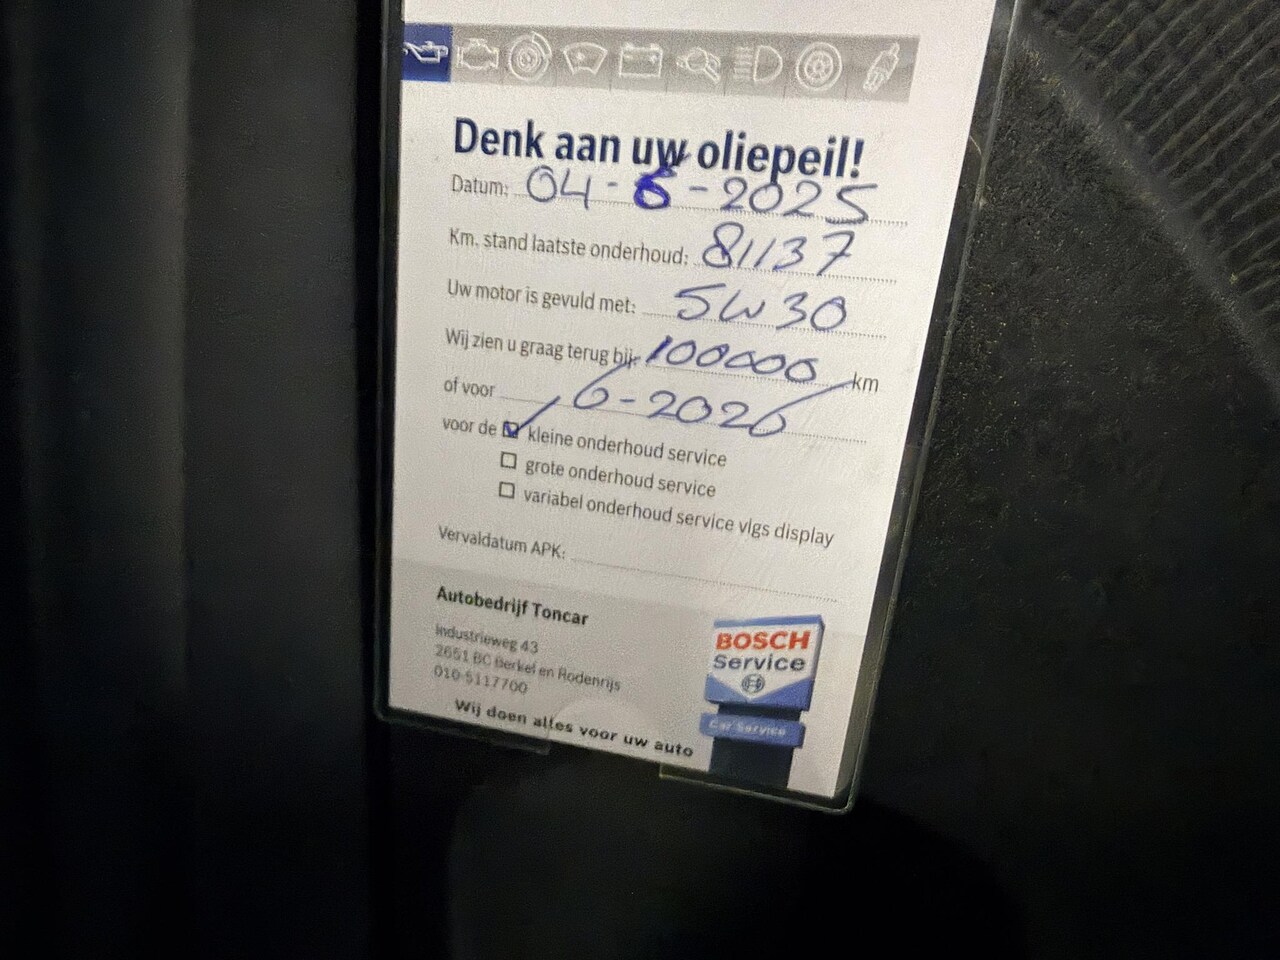 Denk aan uw oliepeil!
Datum: 04-6-2025
Km. stand laatste onderhoud: 81137
Uw motor is gevuld met: 5W30
Wij zien u graag terug bij: 100000 km
of voor 6-2026
voor de ☑ kleine onderhoud service
☐ grote onderhoud service
☐ variabel onderhoud service vlgs display
Vervaldatum APK:
Autobedrijf Toncar
Industrieweg 43
2651 BC Berkel en Rodenrijs
010-5117700
Wij doen alles voor uw auto
BOSCH
Service
Car Service